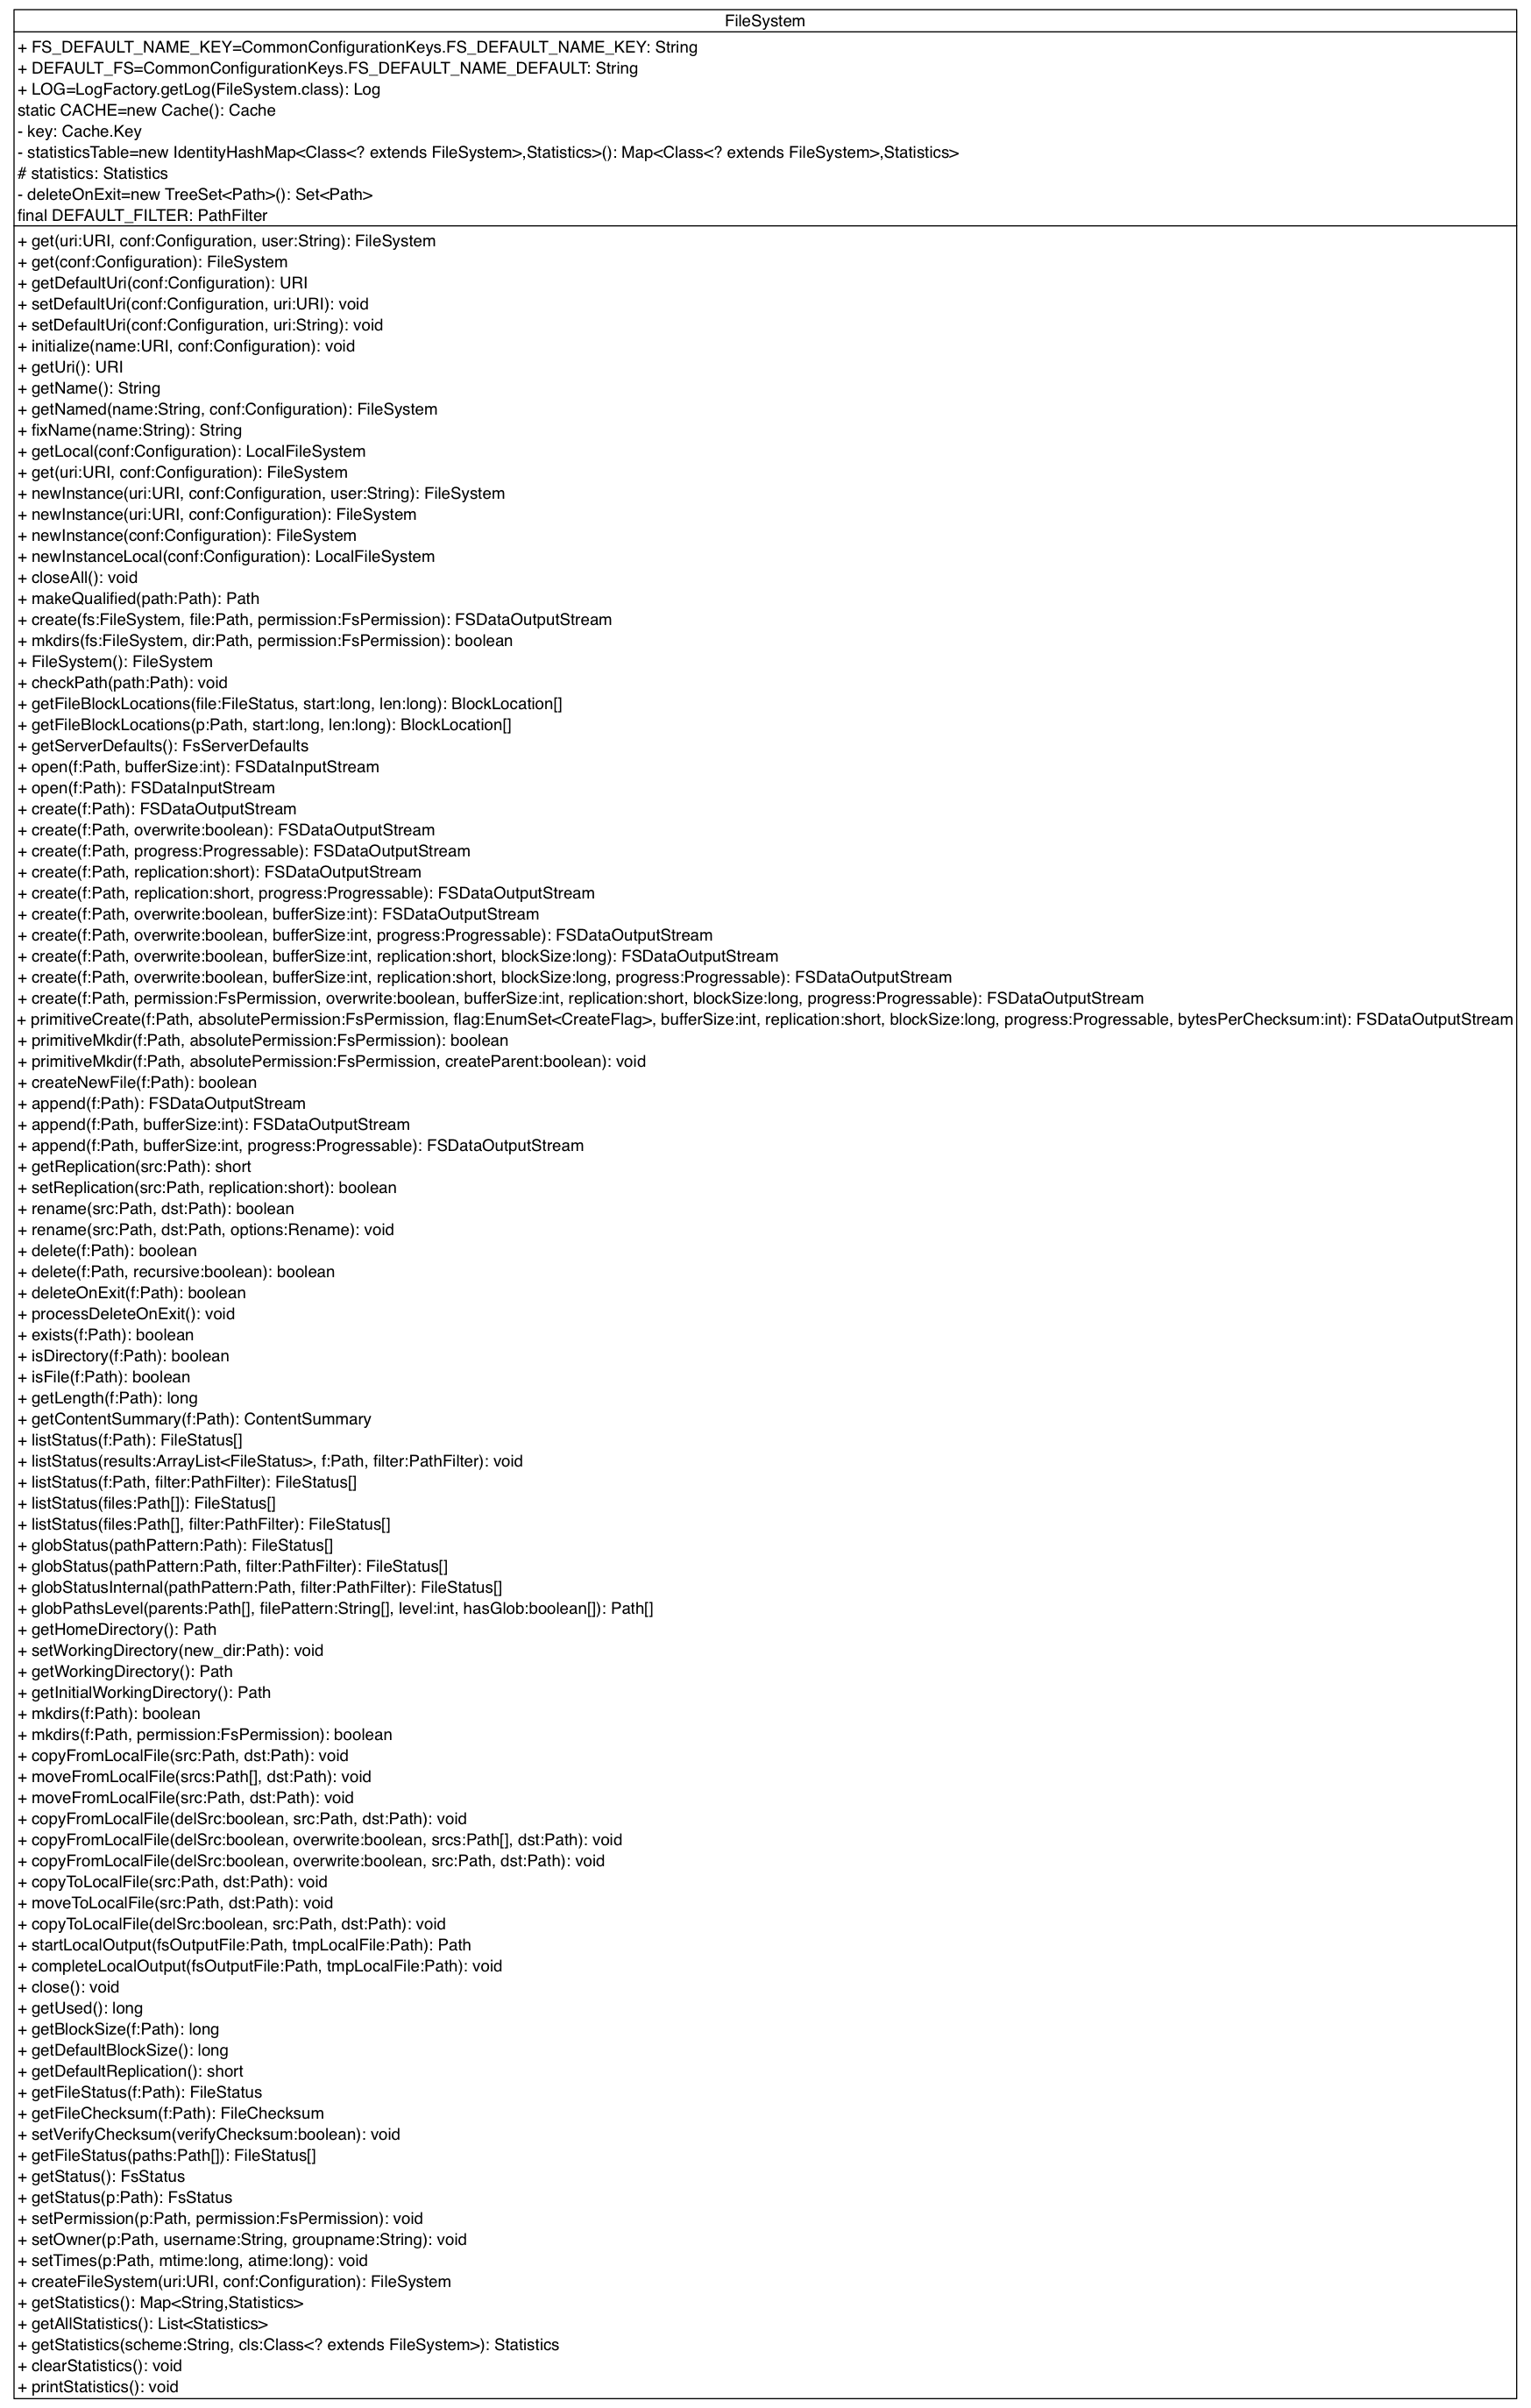 FileSystem
+ FS_DEFAULT_NAME_KEY=CommonConfigurationKeys.FS_DEFAULT_NAME_KEY: String
+ DEFAULT_FS=CommonConfigurationKeys.FS_DEFAULT_NAME_DEFAULT: String
+ LOG=LogFactory.getLog(FileSystem.class): Log
static CACHE=new Cache(): Cache
- key: Cache.Key
- statisticsTable=new IdentityHashMap<Class<? extends FileSystem>,Statistics>(): Map<Class<? extends FileSystem>,Statistics>
# statistics: Statistics
- deleteOnExit=new TreeSet<Path>(): Set<Path>
final DEFAULT_FILTER: PathFilter
+ get(uri:URI, conf:Configuration, user:String): FileSystem
+ get(conf:Configuration): FileSystem
+ getDefaultUri(conf:Configuration): URI
+ setDefaultUri(conf:Configuration, uri:URI): void
+ setDefaultUri(conf:Configuration, uri:String): void
+ initialize(name:URI, conf:Configuration): void
+ getUri(): URI
+ getName(): String
+ getNamed(name:String, conf:Configuration): FileSystem
+ fixName(name:String): String
+ getLocal(conf:Configuration): LocalFileSystem
+ get(uri:URI, conf:Configuration): FileSystem
+ newInstance(uri:URI, conf:Configuration, user:String): FileSystem
+ newInstance(uri:URI, conf:Configuration): FileSystem
+ newInstance(conf:Configuration): FileSystem
+ newInstanceLocal(conf:Configuration): LocalFileSystem
+ closeAll(): void
+ makeQualified(path:Path): Path
+ create(fs:FileSystem, file:Path, permission:FsPermission): FSDataOutputStream
+ mkdirs(fs:FileSystem, dir:Path, permission:FsPermission): boolean
+ FileSystem(): FileSystem
+ checkPath(path:Path): void
+ getFileBlockLocations(file:FileStatus, start:long, len:long): BlockLocation[]
+ getFileBlockLocations(p:Path, start:long, len:long): BlockLocation[]
+ getServerDefaults(): FsServerDefaults
+ open(f:Path, bufferSize:int): FSDataInputStream
+ open(f:Path): FSDataInputStream
+ create(f:Path): FSDataOutputStream
+ create(f:Path, overwrite:boolean): FSDataOutputStream
+ create(f:Path, progress:Progressable): FSDataOutputStream
+ create(f:Path, replication:short): FSDataOutputStream
+ create(f:Path, replication:short, progress:Progressable): FSDataOutputStream
+ create(f:Path, overwrite:boolean, bufferSize:int): FSDataOutputStream
+ create(f:Path, overwrite:boolean, bufferSize:int, progress:Progressable): FSDataOutputStream
+ create(f:Path, overwrite:boolean, bufferSize:int, replication:short, blockSize:long): FSDataOutputStream
+ create(f:Path, overwrite:boolean, bufferSize:int, replication:short, blockSize:long, progress:Progressable): FSDataOutputStream
+ create(f:Path, permission:FsPermission, overwrite:boolean, bufferSize:int, replication:short, blockSize:long, progress:Progressable): FSDataOutputStream
+ primitiveCreate(f:Path, absolutePermission:FsPermission, flag:EnumSet<CreateFlag>, bufferSize:int, replication:short, blockSize:long, progress:Progressable, bytesPerChecksum:int): FSDataOutputStream
+ primitiveMkdir(f:Path, absolutePermission:FsPermission): boolean
+ primitiveMkdir(f:Path, absolutePermission:FsPermission, createParent:boolean): void
+ createNewFile(f:Path): boolean
+ append(f:Path): FSDataOutputStream
+ append(f:Path, bufferSize:int): FSDataOutputStream
+ append(f:Path, bufferSize:int, progress:Progressable): FSDataOutputStream
+ getReplication(src:Path): short
+ setReplication(src:Path, replication:short): boolean
+ rename(src:Path, dst:Path): boolean
+ rename(src:Path, dst:Path, options:Rename): void
+ delete(f:Path): boolean
+ delete(f:Path, recursive:boolean): boolean
+ deleteOnExit(f:Path): boolean
+ processDeleteOnExit(): void
+ exists(f:Path): boolean
+ isDirectory(f:Path): boolean
+ isFile(f:Path): boolean
+ getLength(f:Path): long
+ getContentSummary(f:Path): ContentSummary
+ listStatus(f:Path): FileStatus[]
+ listStatus(results:ArrayList<FileStatus>, f:Path, filter:PathFilter): void
+ listStatus(f:Path, filter:PathFilter): FileStatus[]
+ listStatus(files:Path[]): FileStatus[]
+ listStatus(files:Path[], filter:PathFilter): FileStatus[]
+ globStatus(pathPattern:Path): FileStatus[]
+ globStatus(pathPattern:Path, filter:PathFilter): FileStatus[]
+ globStatusInternal(pathPattern:Path, filter:PathFilter): FileStatus[]
+ globPathsLevel(parents:Path[], filePattern:String[], level:int, hasGlob:boolean[]): Path[]
+ getHomeDirectory(): Path
+ setWorkingDirectory(new_dir:Path): void
+ getWorkingDirectory(): Path
+ getInitialWorkingDirectory(): Path
+ mkdirs(f:Path): boolean
+ mkdirs(f:Path, permission:FsPermission): boolean
+ copyFromLocalFile(src:Path, dst:Path): void
+ moveFromLocalFile(srcs:Path[], dst:Path): void
+ moveFromLocalFile(src:Path, dst:Path): void
+ copyFromLocalFile(delSrc:boolean, src:Path, dst:Path): void
+ copyFromLocalFile(delSrc:boolean, overwrite:boolean, srcs:Path[], dst:Path): void
+ copyFromLocalFile(delSrc:boolean, overwrite:boolean, src:Path, dst:Path): void
+ copyToLocalFile(src:Path, dst:Path): void
+ moveToLocalFile(src:Path, dst:Path): void
+ copyToLocalFile(delSrc:boolean, src:Path, dst:Path): void
+ startLocalOutput(fsOutputFile:Path, tmpLocalFile:Path): Path
+ completeLocalOutput(fsOutputFile:Path, tmpLocalFile:Path): void
+ close(): void
+ getUsed(): long
+ getBlockSize(f:Path): long
+ getDefaultBlockSize(): long
+ getDefaultReplication(): short
+ getFileStatus(f:Path): FileStatus
+ getFileChecksum(f:Path): FileChecksum
+ setVerifyChecksum(verifyChecksum:boolean): void
+ getFileStatus(paths:Path[]): FileStatus[]
+ getStatus(): FsStatus
+ getStatus(p:Path): FsStatus
+ setPermission(p:Path, permission:FsPermission): void
+ setOwner(p:Path, username:String, groupname:String): void
+ setTimes(p:Path, mtime:long, atime:long): void
+ createFileSystem(uri:URI, conf:Configuration): FileSystem
+ getStatistics(): Map<String,Statistics>
+ getAllStatistics(): List<Statistics>
+ getStatistics(scheme:String, cls:Class<? extends FileSystem>): Statistics
+ clearStatistics(): void
+ printStatistics(): void